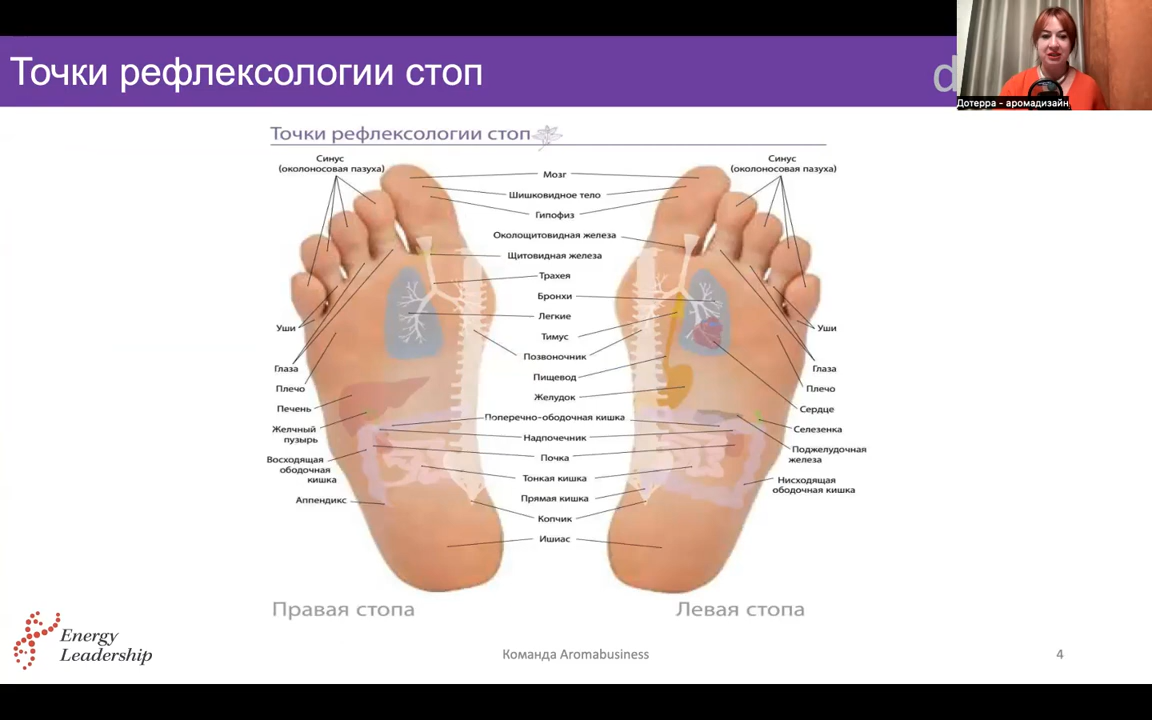 Точки рефлексологии стоп
d
Дотерра - аромадизайн
Точки рефлексологии стоп
Синус
(околоносовая пазуха)
Синус
(околоносовая пазуха)
Мозг
Шишковидное тело
Гипофиз
Околощитовидная железа
Щитовидная железа
Трахея
Бронхи
Легкие
Тимус
Позвоночник
Пищевод
Желудок
Поперечно-ободочная кишка
Надпочечник
Почка
Тонкая кишка
Прямая кишка
Копчик
Ишиас
Уши
Глаза
Плечо
Печень
Желчный
пузырь
Восходящая
ободочная
кишка
Аппендикс
Уши
Глаза
Плечо
Сердце
Селезенка
Поджелудочная
железа
Нисходящая
ободочная кишка
Правая стопа
Левая стопа
Energy
Leadership
Команда Aromabusiness
4